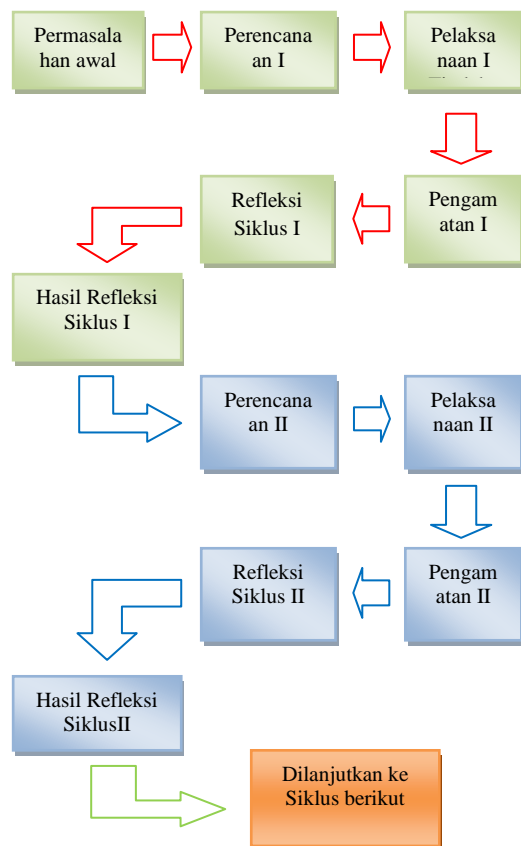 Permasala
han awal
Perencana
an I
Pelaksa
naan I
Refleksi
Siklus I
Pengam
atan I
Hasil Refleksi
Siklus I
Perencana
an II
Pelaksa
naan II
Refleksi
Siklus II
Pengam
atan II
Hasil Refleksi
SiklusII
Dilanjutkan ke
Siklus berikut